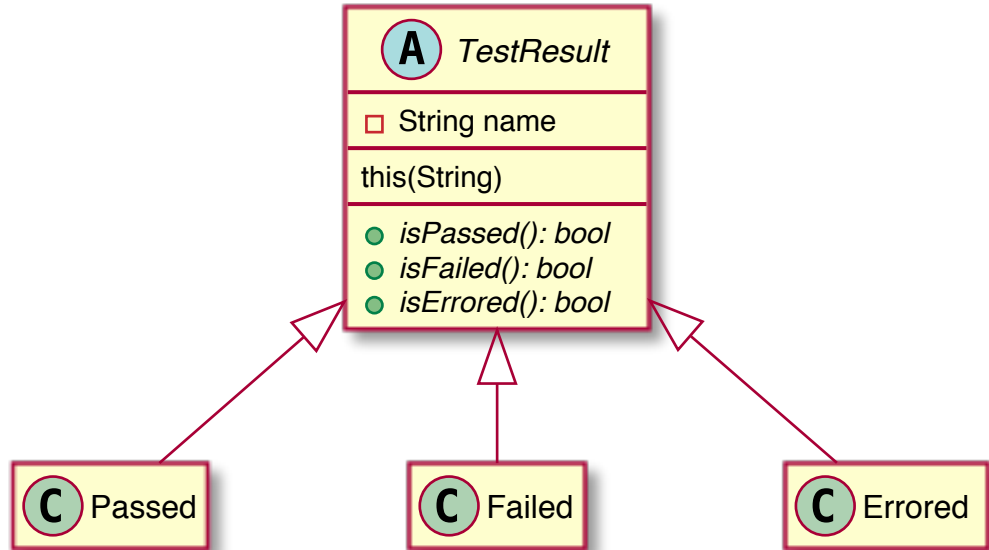 A TestResult
String name
this(String)
isPassed(): bool
isFailed(): bool
isErrored(): bool
C Passed
C Failed
C Errored